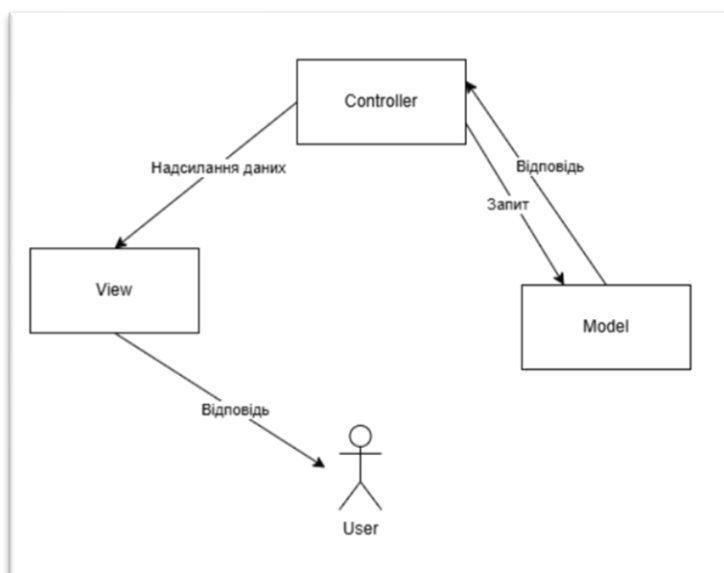 Controller
Надсилання даних
Відповідь
Запит
View
Model
Відповідь
User